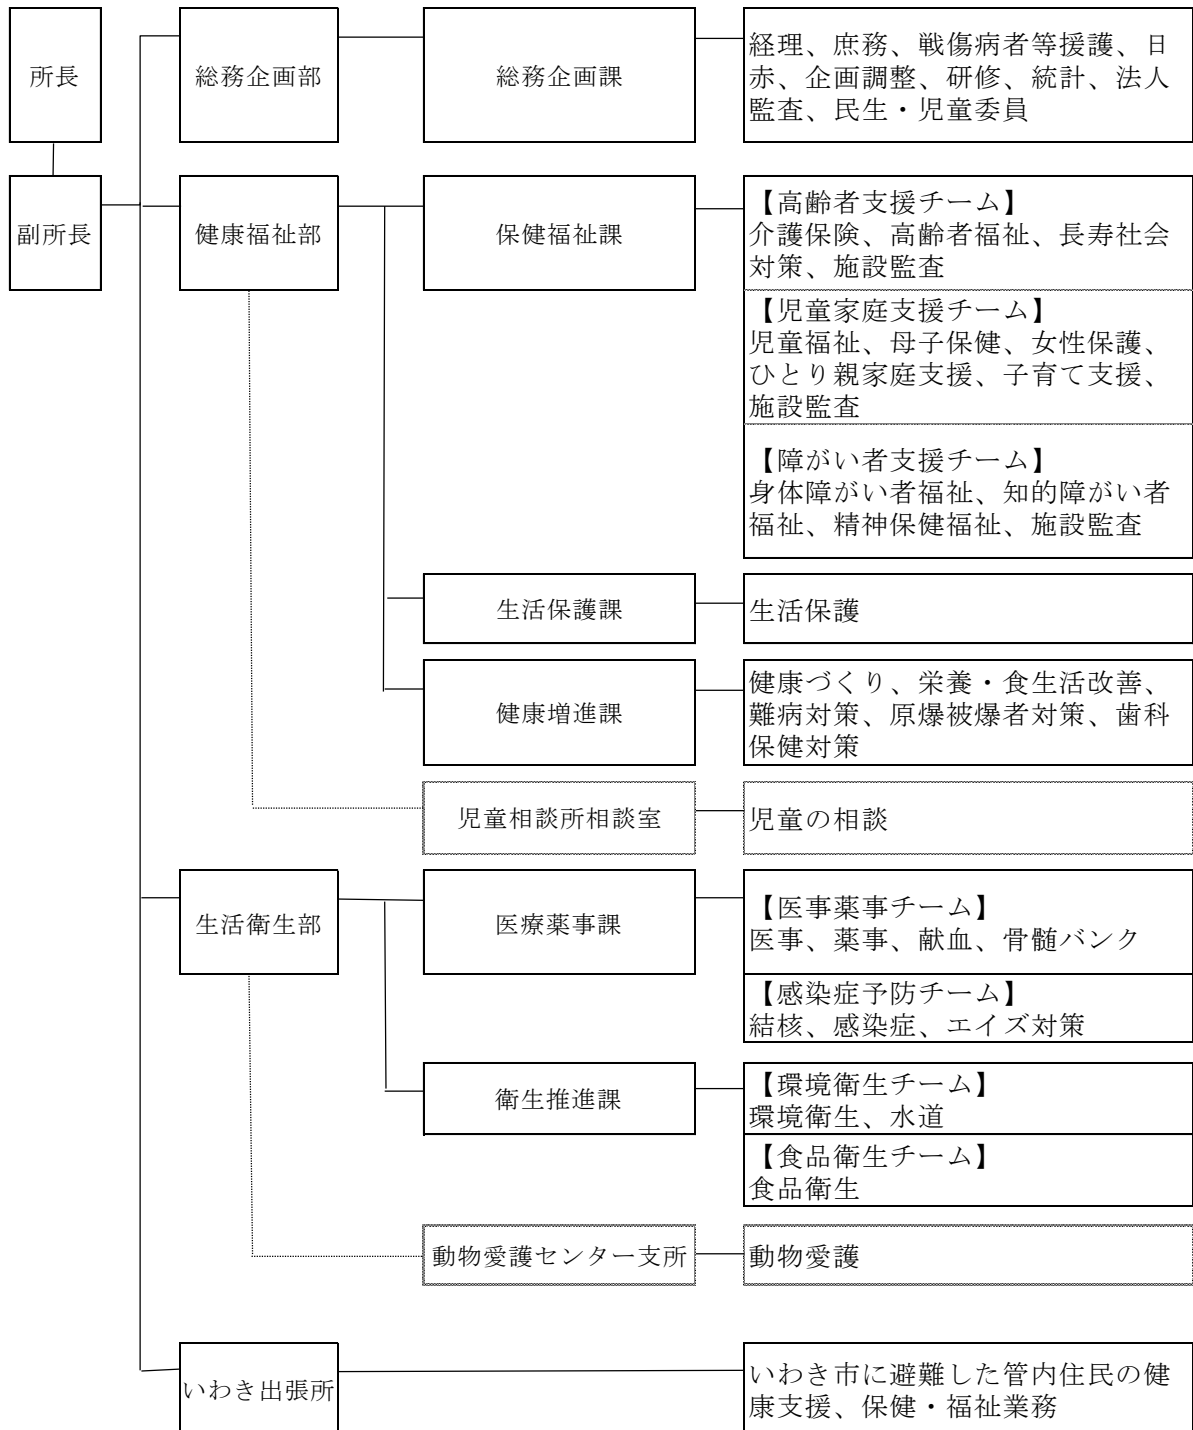 所長
総務企画部
総務企画課
経理、庶務、戦傷病者等援護、日
赤、企画調整、研修、統計、法人
監査、民生・児童委員
副所長
健康福祉部
保健福祉課
【高齢者支援チーム】
介護保険、高齢者福祉、長寿社会
対策、施設監査
【児童家庭支援チーム】
児童福祉、母子保健、女性保護、
ひとり親家庭支援、子育て支援、
施設監査
【障がい者支援チーム】
身体障がい者福祉、知的障がい者
福祉、精神保健福祉、施設監査
生活保護課
生活保護
健康増進課
健康づくり、栄養・食生活改善、
難病対策、原爆被爆者対策、歯科
保健対策
児童相談所相談室
児童の相談
生活衛生部
医療薬事課
【医事薬事チーム】
医事、薬事、献血、骨髄バンク
【感染症予防チーム】
結核、感染症、エイズ対策
衛生推進課
【環境衛生チーム】
環境衛生、水道
【食品衛生チーム】
食品衛生
動物愛護センター支所
動物愛護
いわき出張所
いわき市に避難した管内住民の健
康支援、保健・福祉業務